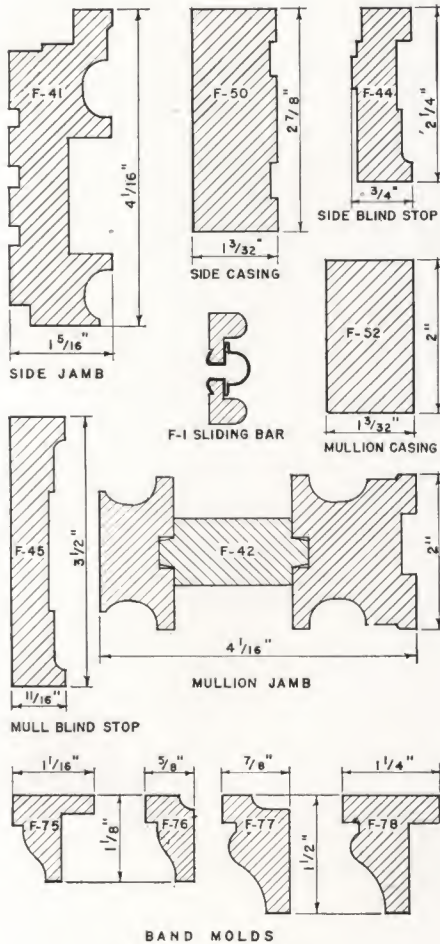 F-41
4 1/16"
1 5/16"
SIDE JAMB
F-50
2 7/8"
1 3/32"
SIDE CASING
F-44
2 1/4"
3/4"
SIDE BLIND STOP
F-1 SLIDING BAR
F-52
2"
1 3/32"
MULLION CASING
F-45
3 1/2"
11/16"
MULL BLIND STOP
F-42
2"
4 1/16"
MULLION JAMB
1 1/16"
F-75
1 1/8"
5/8"
F-76
7/8"
F-77
1 1/2"
1 1/4"
F-78
BAND MOLDS